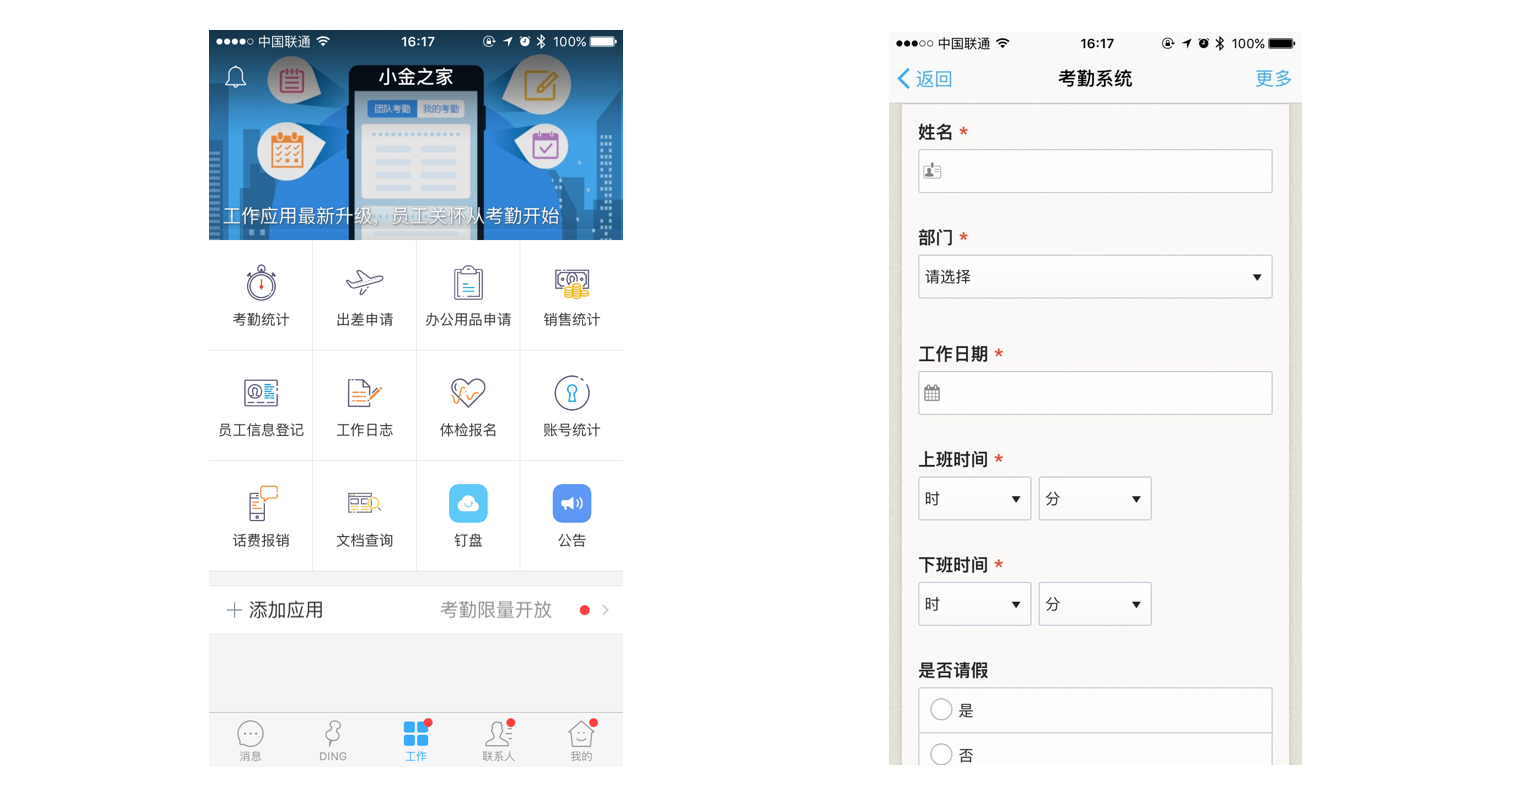 中国联通 16:17 100%
小金之家
团队考勤 我的考勤
工作应用最新升级，员工关怀从考勤开始
考勤统计 出差申请 办公用品申请 销售统计
员工信息登记 工作日志 体检报名 账号统计
话费报销 文档查询 钉盘 公告
添加应用 考勤限量开放
消息 DING 工作 联系人 我的
中国联通 16:17 100%
返回 考勤系统 更多
姓名 *
部门 *
请选择
工作日期 *
上班时间 *
时 分
下班时间 *
时 分
是否请假
是
否